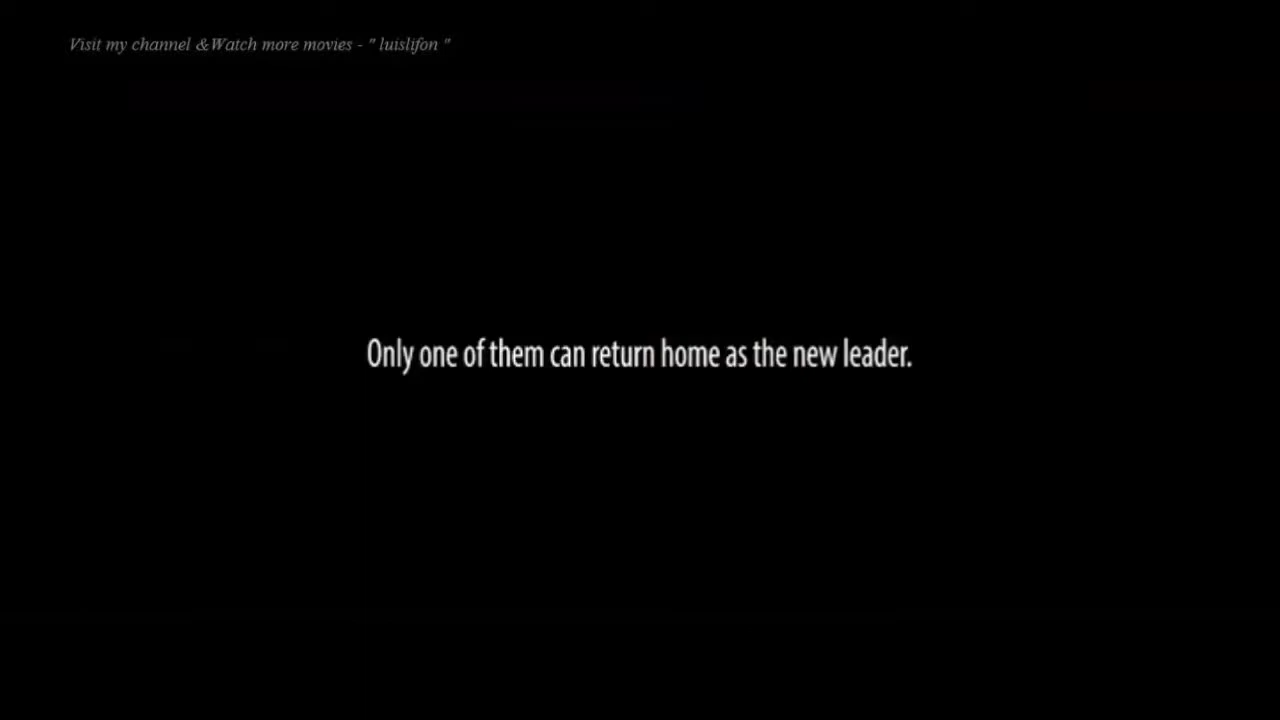 Visit my channel &Watch more movies - " luislifon "
Only one of them can return home as the new leader.